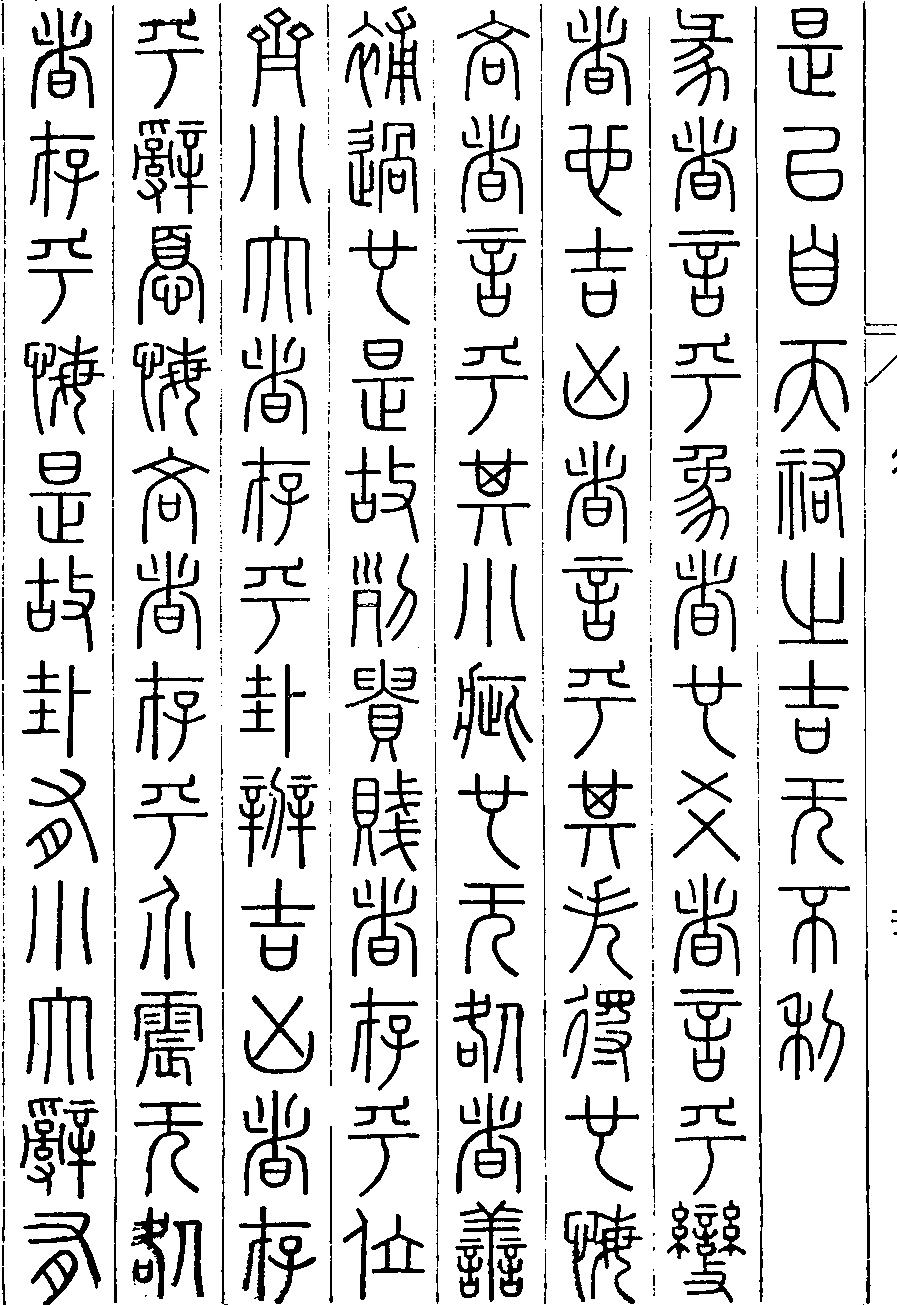 是以自天祐之吉无不利
彖者言乎象者也爻者言乎變
者也吉凶者言乎其失得也悔
吝者言乎其小疵也无咎者善
補過也是故列貴賤者存乎位
齊小大者存乎卦辨吉凶者存
乎辭憂悔吝者存乎介震无咎
者存乎悔是故卦有小大辭有